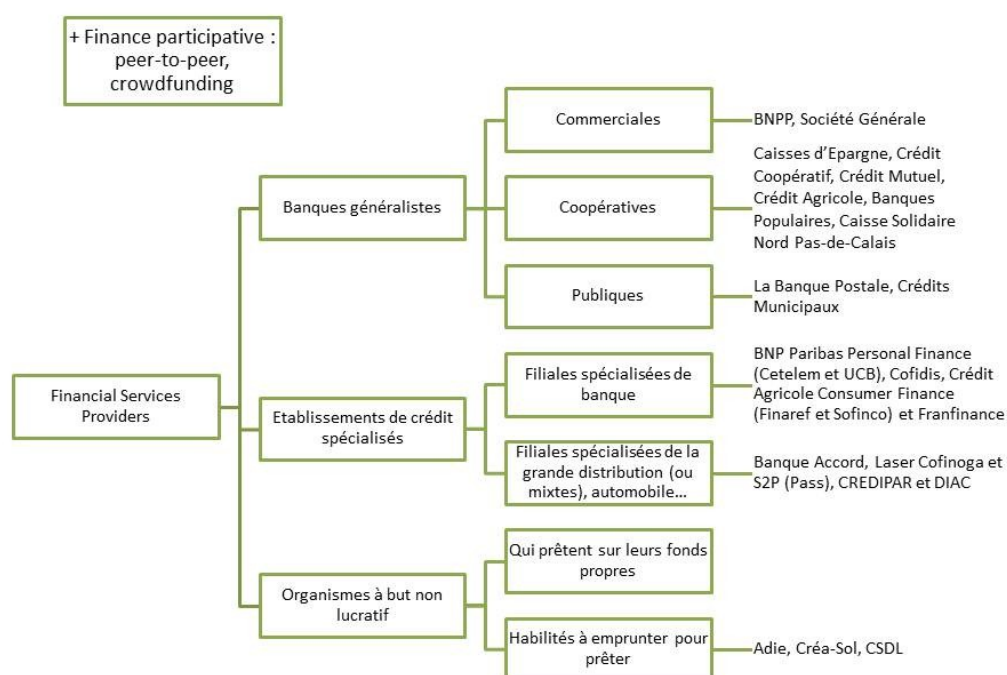 + Finance participative :
peer-to-peer,
crowdfunding
Financial Services
Providers
Banques généralistes
Commerciales
BNPP, Société Générale
Coopératives
Caisses d’Epargne, Crédit
Coopératif, Crédit Mutuel,
Crédit Agricole, Banques
Populaires, Caisse Solidaire
Nord Pas-de-Calais
Publiques
La Banque Postale, Crédits
Municipaux
Etablissements de crédit
spécialisés
Filiales spécialisées de
banque
BNP Paribas Personal Finance
(Cetelem et UCB), Cofidis, Crédit
Agricole Consumer Finance
(Finaref et Sofinco) et Franfinance
Filiales spécialisées de la
grande distribution (ou
mixtes), automobile...
Banque Accord, Laser Cofinoga et
S2P (Pass), CREDIPAR et DIAC
Organismes à but non
lucratif
Qui prêtent sur leurs fonds
propres
Habilités à emprunter pour
prêter
Adie, Créa-Sol, CSDL